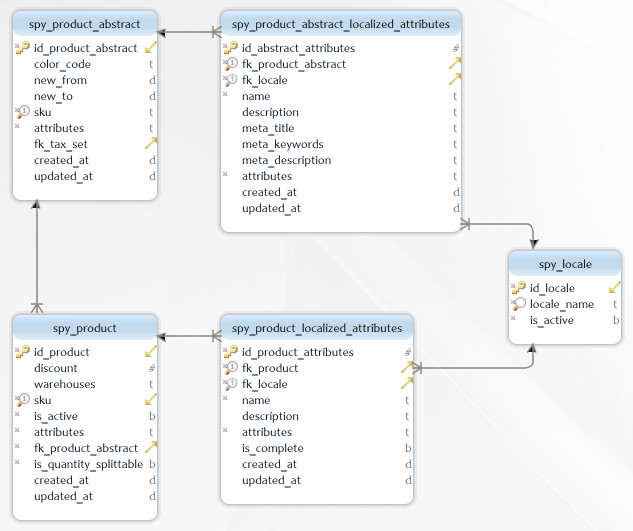 spy_product_abstract
id_product_abstract
color_code t
new_from d
new_to d
sku t
attributes t
fk_tax_set
created_at d
updated_at d
spy_product_abstract_localized_attributes
id_abstract_attributes #
fk_product_abstract
fk_locale
name t
description t
meta_title t
meta_keywords t
meta_description t
attributes t
created_at d
updated_at d
spy_locale
id_locale
locale_name t
is_active b
spy_product
id_product
discount #
warehouses t
sku
is_active b
attributes t
fk_product_abstract
is_quantity_splittable b
created_at d
updated_at d
spy_product_localized_attributes
id_product_attributes #
fk_product
fk_locale
name t
description t
attributes t
is_complete b
created_at d
updated_at d